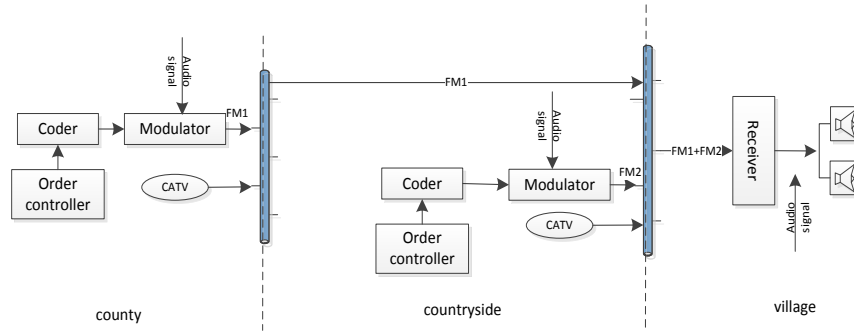 Audio
signal
FM1
Coder
Modulator
Order
controller
CATV
FM1
Audio
signal
FM2
Coder
Modulator
Order
controller
CATV
FM1+FM2
Receiver
Audio
signal
county
countryside
village